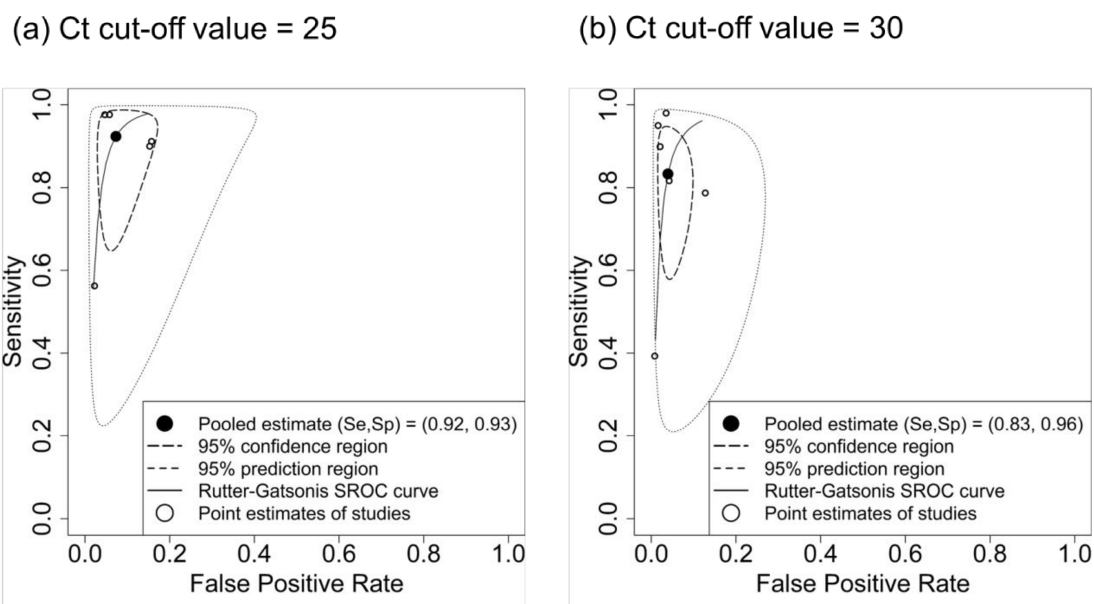 (a) Ct cut-off value = 25
(b) Ct cut-off value = 30
Sensitivity
1.0
0.8
0.6
0.4
0.2
0.0
Pooled estimate (Se,Sp) = (0.92, 0.93)
95% confidence region
95% prediction region
Rutter-Gatsonis SROC curve
Point estimates of studies
0.0 0.2 0.4 0.6 0.8 1.0
False Positive Rate
Sensitivity
1.0
0.8
0.6
0.4
0.2
0.0
Pooled estimate (Se,Sp) = (0.83, 0.96)
95% confidence region
95% prediction region
Rutter-Gatsonis SROC curve
Point estimates of studies
0.0 0.2 0.4 0.6 0.8 1.0
False Positive Rate